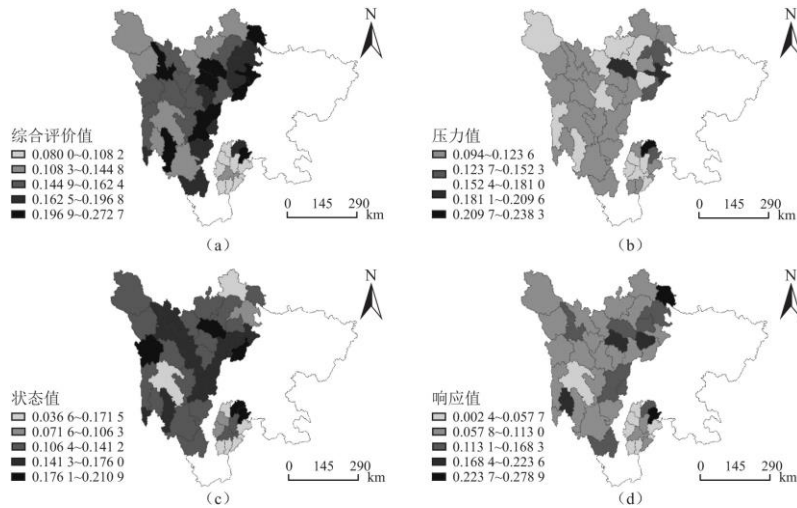 N
综合评价值
0.080 0~0.108 2
0.108 3~0.144 8
0.144 9~0.162 4
0.162 5~0.196 8
0.196 9~0.272 7
0 145 290
km
(a)
N
压力值
0.094~0.123 6
0.123 7~0.152 3
0.152 4~0.181 0
0.181 1~0.209 6
0.209 7~0.238 3
0 145 290
km
(b)
N
状态值
0.036 6~0.171 5
0.071 6~0.106 3
0.106 4~0.141 2
0.141 3~0.176 0
0.176 1~0.210 9
0 145 290
km
(c)
N
响应值
0.002 4~0.057 7
0.057 8~0.113 0
0.113 1~0.168 3
0.168 4~0.223 6
0.223 7~0.278 9
0 145 290
km
(d)